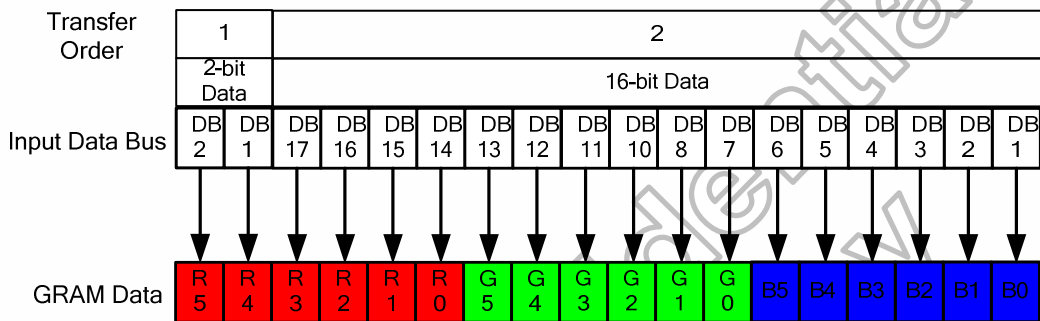 Transfer Order 1 2
2-bit Data 16-bit Data
Input Data Bus DB 2 DB 1 DB 17 DB 16 DB 15 DB 14 DB 13 DB 12 DB 11 DB 10 DB 8 DB 7 DB 6 DB 5 DB 4 DB 3 DB 2 DB 1
GRAM Data R 5 R 4 R 3 R 2 R 1 R 0 G 5 G 4 G 3 G 2 G 1 G 0 B5 B4 B3 B2 B1 B0